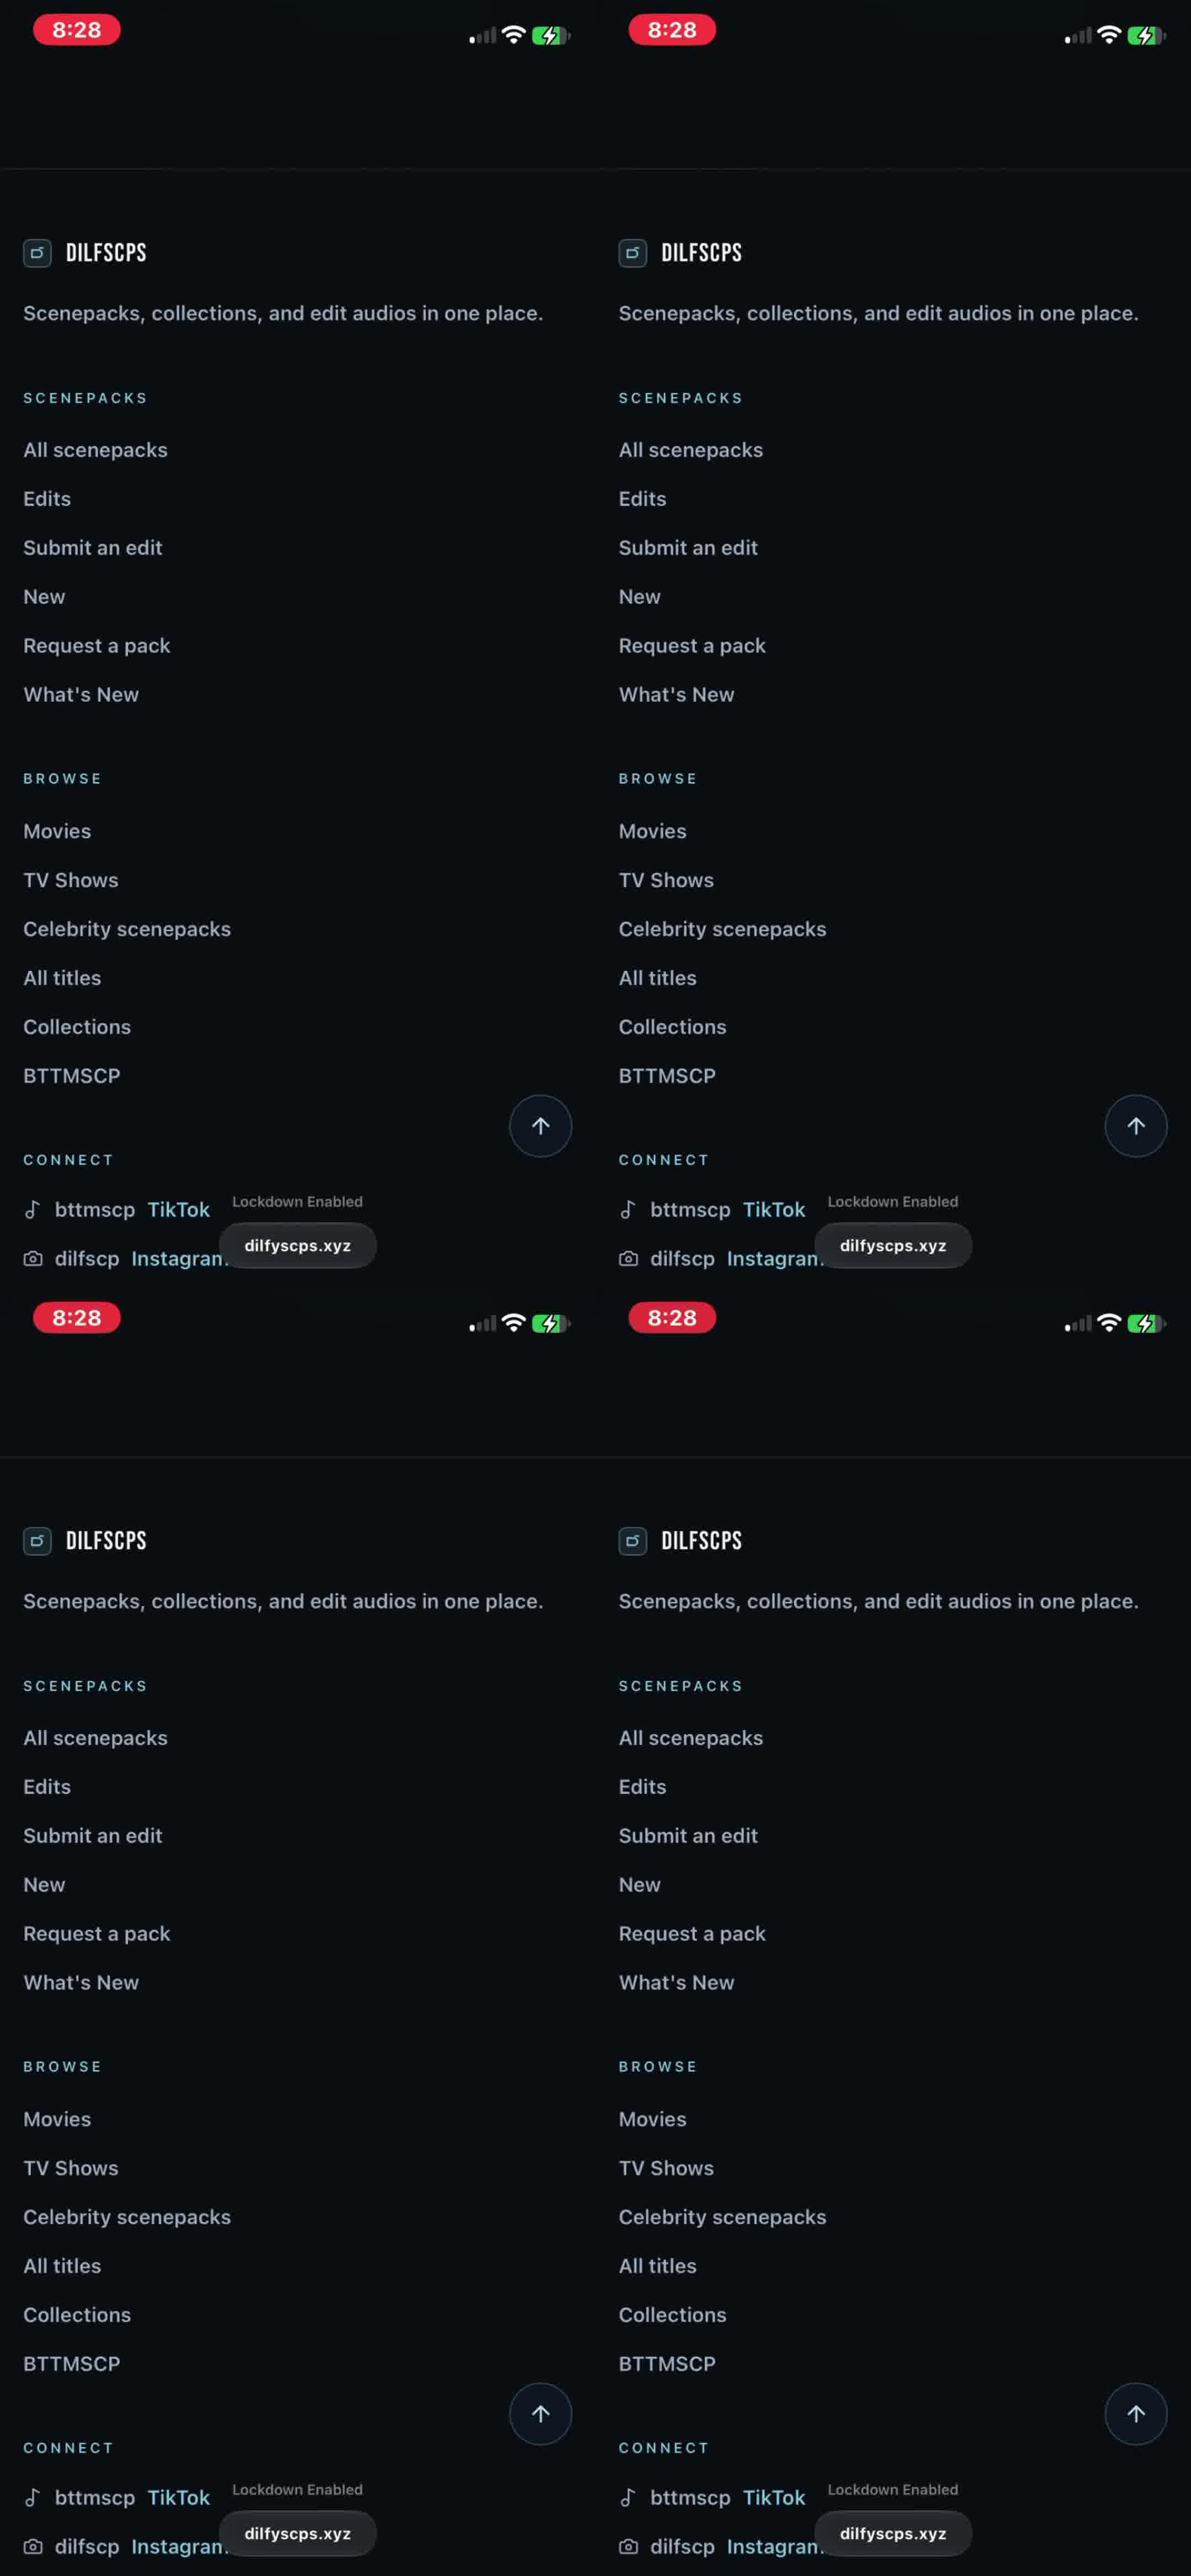 8:28
DILFSCPS
Scenepacks, collections, and edit audios in one place.
SCENEPACKS
All scenepacks
Edits
Submit an edit
New
Request a pack
What's New
BROWSE
Movies
TV Shows
Celebrity scenepacks
All titles
Collections
BTTMSCP
CONNECT
bttmscp TikTok
Lockdown Enabled
dilfscp Instagram
dilfyscps.xyz
8:28
DILFSCPS
Scenepacks, collections, and edit audios in one place.
SCENEPACKS
All scenepacks
Edits
Submit an edit
New
Request a pack
What's New
BROWSE
Movies
TV Shows
Celebrity scenepacks
All titles
Collections
BTTMSCP
CONNECT
bttmscp TikTok
Lockdown Enabled
dilfscp Instagram
dilfyscps.xyz
8:28
DILFSCPS
Scenepacks, collections, and edit audios in one place.
SCENEPACKS
All scenepacks
Edits
Submit an edit
New
Request a pack
What's New
BROWSE
Movies
TV Shows
Celebrity scenepacks
All titles
Collections
BTTMSCP
CONNECT
bttmscp TikTok
Lockdown Enabled
dilfscp Instagram
dilfyscps.xyz
8:28
DILFSCPS
Scenepacks, collections, and edit audios in one place.
SCENEPACKS
All scenepacks
Edits
Submit an edit
New
Request a pack
What's New
BROWSE
Movies
TV Shows
Celebrity scenepacks
All titles
Collections
BTTMSCP
CONNECT
bttmscp TikTok
Lockdown Enabled
dilfscp Instagram
dilfyscps.xyz